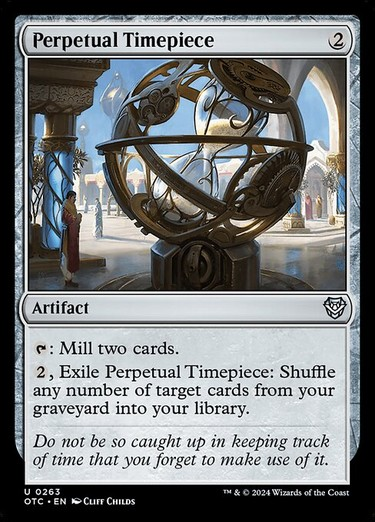 Perpetual Timepiece 2
Artifact
: Mill two cards.
2, Exile Perpetual Timepiece: Shuffle
any number of target cards from your
graveyard into your library.
Do not be so caught up in keeping track
of time that you forget to make use of it.
U 0263
OTC • EN Cliff Childs
™ & © 2024 Wizards of the Coast